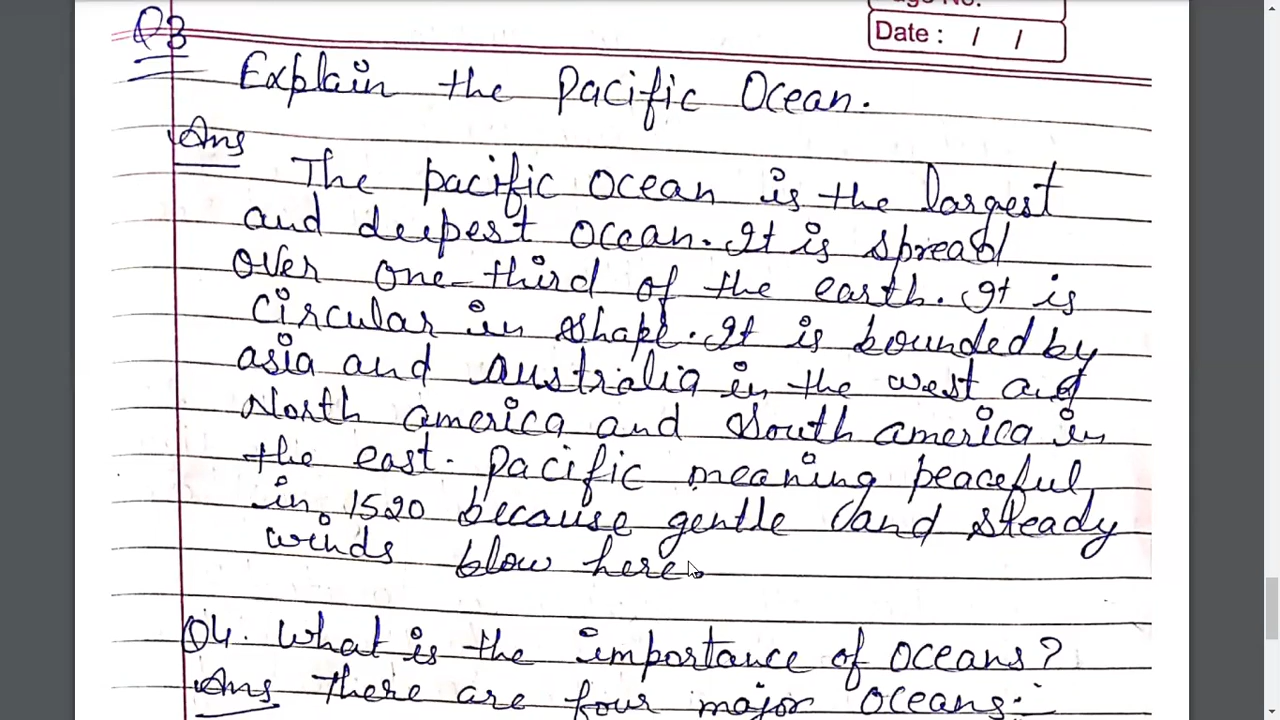 Page No.
Date : / /
Q3
Explain the Pacific Ocean.
Ans
The pacific ocean is the largest
and deepest ocean. It is spread
over one-third of the earth. It is
circular in shape. It is bounded by
asia and australia in the west and
North america and South america in
the east. pacific meaning peaceful
in 1520 because gentle and steady
winds blow here.
Q4. What is the importance of oceans?
Ans There are four major oceans:-